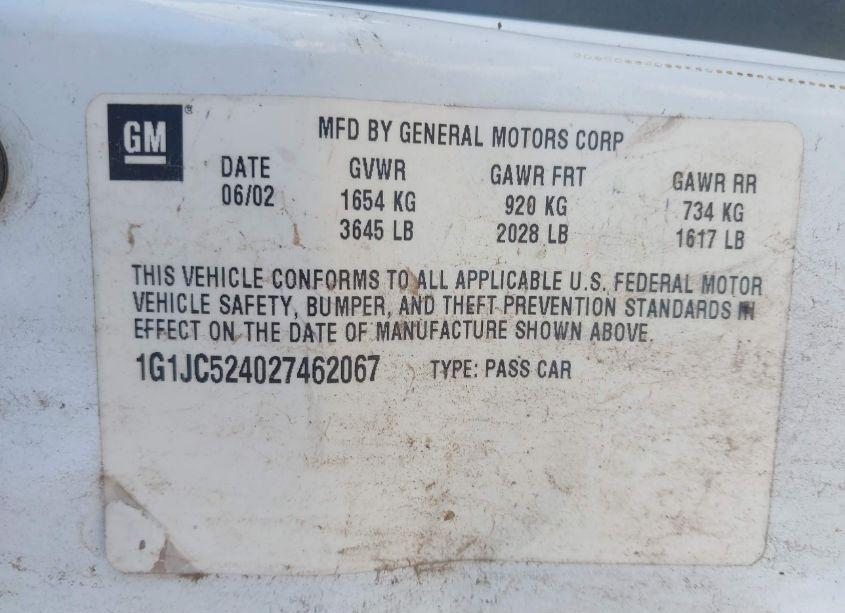 GM ®
MFD BY GENERAL MOTORS CORP
DATE GVWR GAWR FRT GAWR RR
06/02 1654 KG 920 KG 734 KG
3645 LB 2028 LB 1617 LB
THIS VEHICLE CONFORMS TO ALL APPLICABLE U.S. FEDERAL MOTOR
VEHICLE SAFETY, BUMPER, AND THEFT PREVENTION STANDARDS IN
EFFECT ON THE DATE OF MANUFACTURE SHOWN ABOVE.
1G1JC524027462067 TYPE: PASS CAR